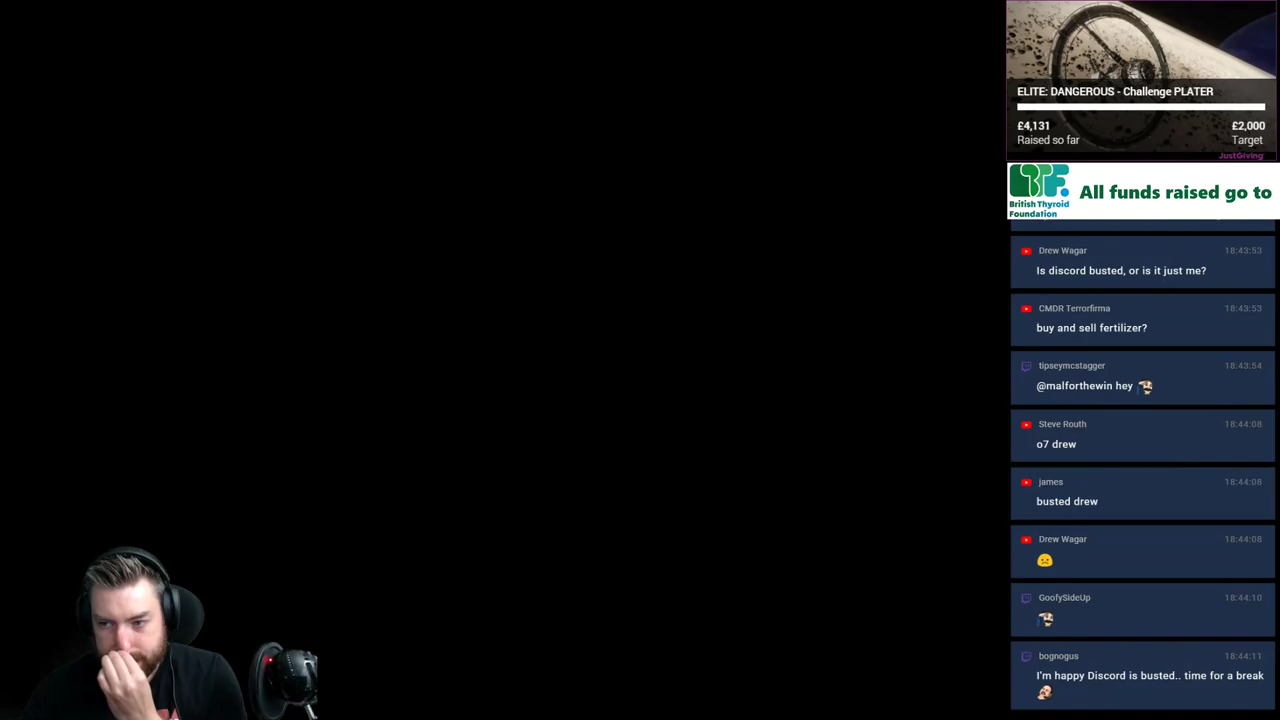 ELITE: DANGEROUS - Challenge PLATER
£4,131 £2,000
Raised so far Target
JustGiving
BTF
British Thyroid
Foundation
All funds raised go to
Drew Wagar 18:43:53
Is discord busted, or is it just me?
CMDR Terrorfirma 18:43:53
buy and sell fertilizer?
tipseymcstagger 18:43:54
@malforthewin hey
Steve Routh 18:44:08
o7 drew
james 18:44:08
busted drew
Drew Wagar 18:44:08
GoofySideUp 18:44:10
bognogus 18:44:11
I'm happy Discord is busted.. time for a break